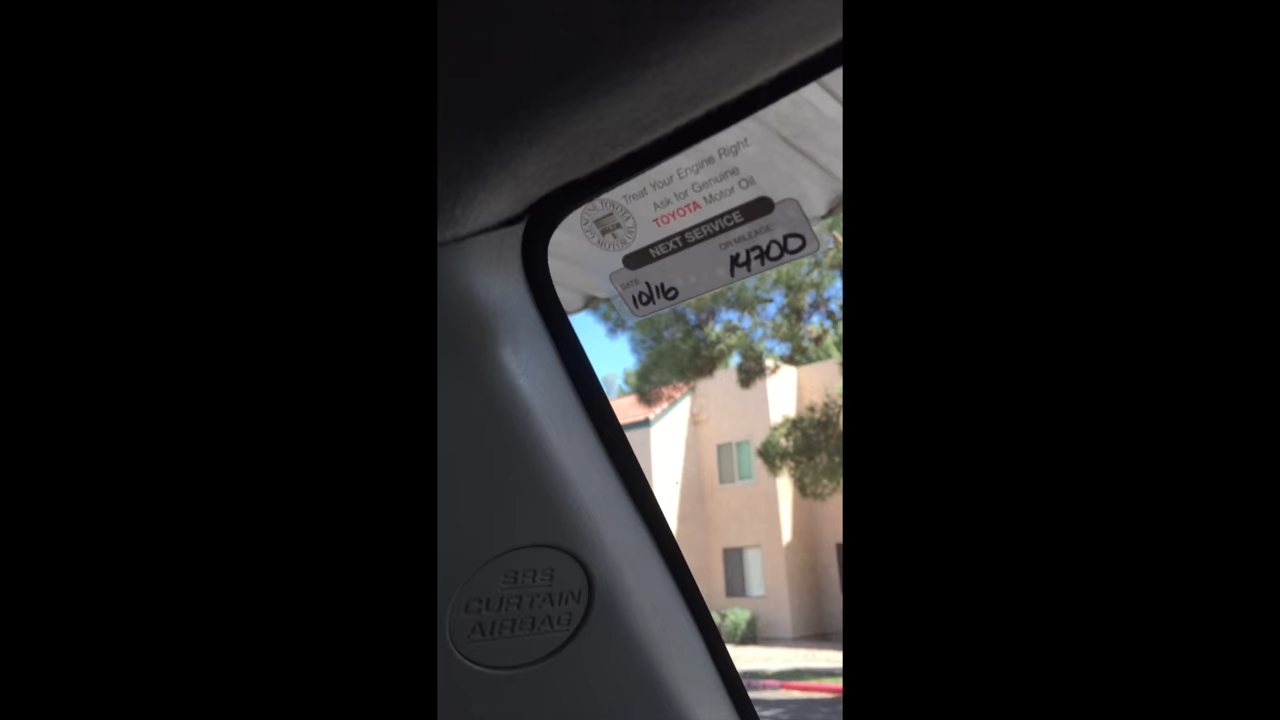 Treat Your Engine Right.
Ask for Genuine
TOYOTA Motor Oil
NEXT SERVICE
DATE OR MILEAGE
10/16 14700
SRS
CURTAIN
AIRBAG